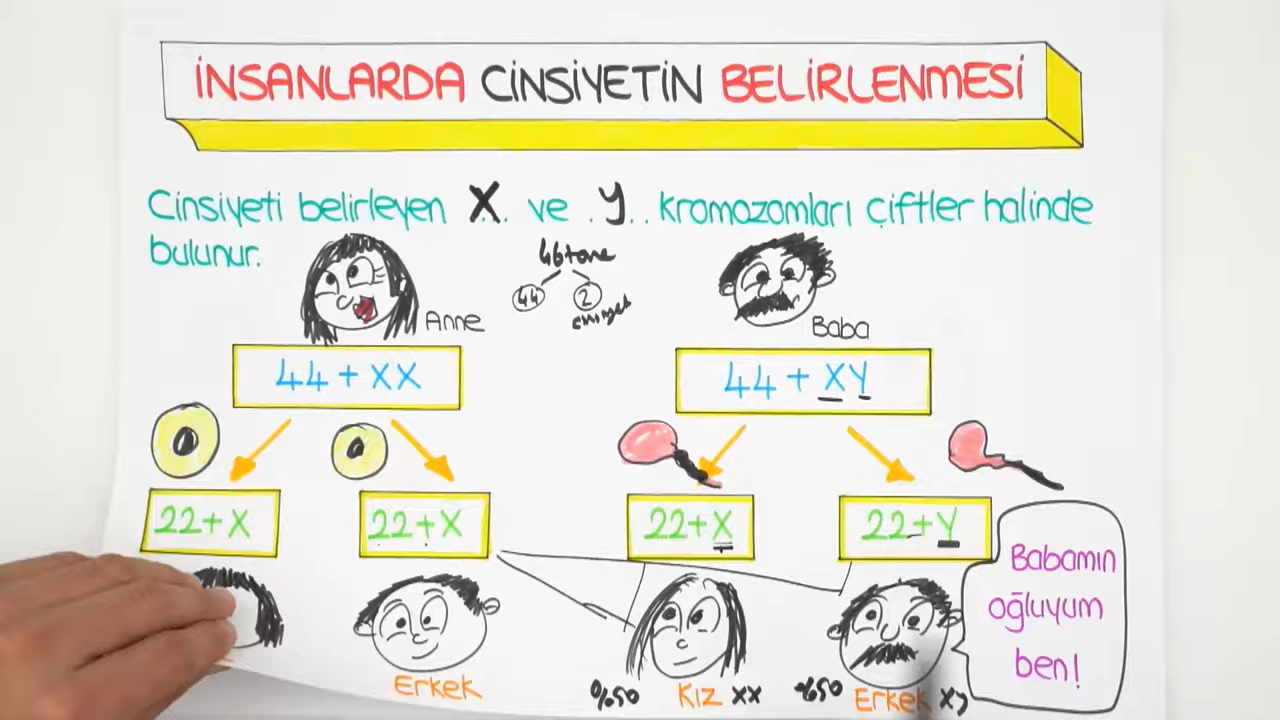 İNSANLARDA CİNSİYETİN BELİRLENMESİ
Cinsiyeti belirleyen X ve Y kromozomları çiftler halinde
bulunur.
46 tane
44 2
Anne
Baba
44 + XX
44 + XY
22+X
22+X
22+X
22+Y
Babamın
oğluyum
ben!
Erkek
%50 Kız XX
%50 Erkek XY